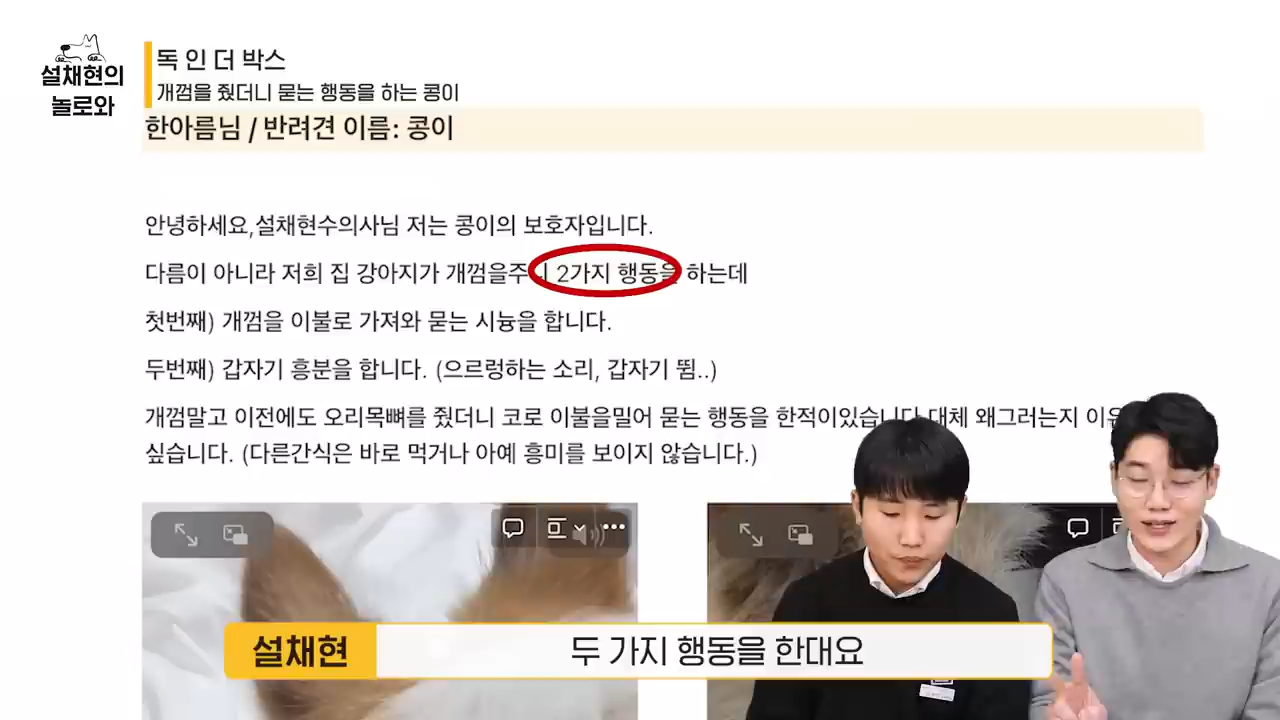 설채현의
놀로와
독 인 더 박스
개껌을 줬더니 묻는 행동을 하는 콩이
한아름님 / 반려견 이름: 콩이
안녕하세요,설채현수의사님 저는 콩이의 보호자입니다.
다름이 아니라 저희 집 강아지가 개껌을주니 2가지 행동을 하는데
첫번째) 개껌을 이불로 가져와 묻는 시늉을 합니다.
두번째) 갑자기 흥분을 합니다. (으르렁하는 소리, 갑자기 뜀..)
개껌말고 이전에도 오리목뼈를 줬더니 코로 이불을밀어 묻는 행동을 한적이있습니다 대체 왜그러는지
싶습니다. (다른간식은 바로 먹거나 아예 흥미를 보이지 않습니다.)
설채현 두 가지 행동을 한대요